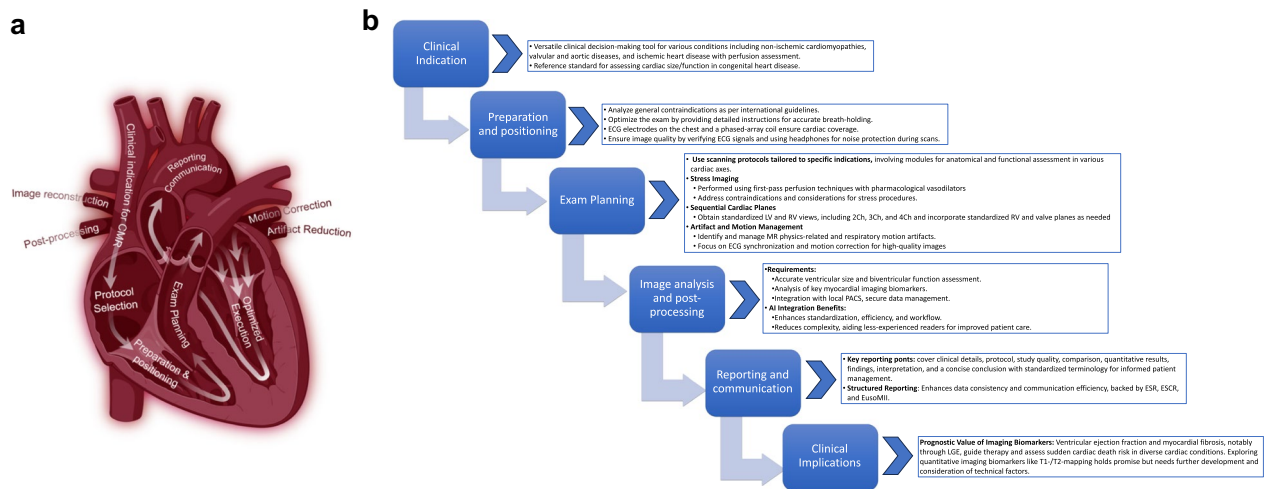 a
Clinical indication for CMR
Reporting
Communication
Image reconstruction
Post-processing
Motion Correction
Artifact Reduction
Protocol
Selection
Exam Planning
Optimized
Execution
Preparation &
positioning
b
Clinical
Indication
• Versatile clinical decision-making tool for various conditions including non-ischemic cardiomyopathies,
valvular and aortic diseases, and ischemic heart disease with perfusion assessment.
• Reference standard for assessing cardiac size/function in congenital heart disease.
Preparation
and positioning
• Analyze general contraindications as per international guidelines.
• Optimize the exam by providing detailed instructions for accurate breath-holding.
• ECG electrodes on the chest and a phased-array coil ensure cardiac coverage.
• Ensure image quality by verifying ECG signals and using headphones for noise protection during scans.
Exam Planning
• Use scanning protocols tailored to specific indications, involving modules for anatomical and functional assessment in various
cardiac axes.
• Stress Imaging
• Performed using first-pass perfusion techniques with pharmacological vasodilators
• Address contraindications and considerations for stress procedures.
• Sequential Cardiac Planes
• Obtain standardized LV and RV views, including 2Ch, 3Ch, and 4Ch and incorporate standardized RV and valve planes as needed
• Artifact and Motion Management
• Identify and manage MR physics-related and respiratory motion artifacts.
• Focus on ECG synchronization and motion correction for high-quality images
Image analysis
and post-
processing
•Requirements:
•Accurate ventricular size and biventricular function assessment.
•Analysis of key myocardial imaging biomarkers.
•Integration with local PACS, secure data management.
• AI Integration Benefits:
•Enhances standardization, efficiency, and workflow.
•Reduces complexity, aiding less-experienced readers for improved patient care.
Reporting and
communication
• Key reporting ponts: cover clinical details, protocol, study quality, comparison, quantitative results,
findings, interpretation, and a concise conclusion with standardized terminology for informed patient
management.
• Structured Reporting: Enhances data consistency and communication efficiency, backed by ESR, ESCR,
and EusoMII.
Clinical
Implications
Prognostic Value of Imaging Biomarkers: Ventricular ejection fraction and myocardial fibrosis, notably
through LGE, guide therapy and assess sudden cardiac death risk in diverse cardiac conditions. Exploring
quantitative imaging biomarkers like T1-/T2-mapping holds promise but needs further development and
consideration of technical factors.